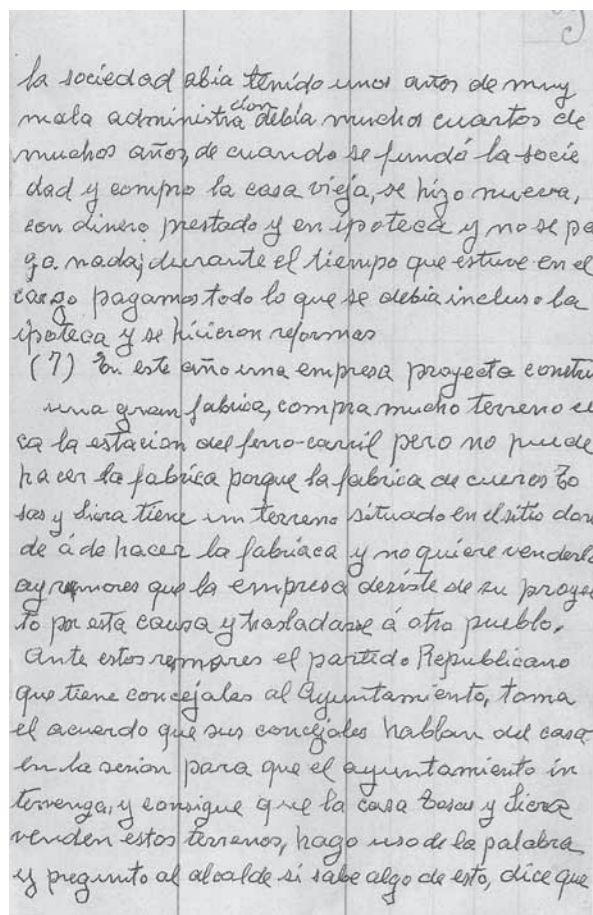 la sociedad abia tenido unos años de muy
mala administracion debia muchos cuartos de
muchos años, de cuando se fundó la socie
dad y compro la casa vieja, se hizo nueva,
con dinero prestado y en ipoteca y no se pa
go nada; durante el tiempo que estuve en el
cargo pagamos todo lo que se debia incluso la
ipoteca y se hicieron reformas
(7) En este año una empresa proyecta constru
una gran fabrica, compra mucho terreno ce
ca la estacion del ferro-carril pero no puede
hacer la fabrica porque la fabrica de cueros To
sas y Siera tiene un terreno situado en el sitio don
de á de hacer la fabriaca y no quiere venderlo
ay rumores que la empresa desiste de su proyec
to por esta causa y trasladarse á otro pueblo.
Ante estos rumores el partido Republicano
que tiene concejales al Ayuntamiento, toma
el acuerdo que sus concejales hablan del caso
en la sesion para que el ayuntamiento in
tervenga, y consigue que la casa Tosas y Siera
venden estos terrenos, hago uso de la palabra
y pregunto al alcalde si sabe algo de esto, dice que